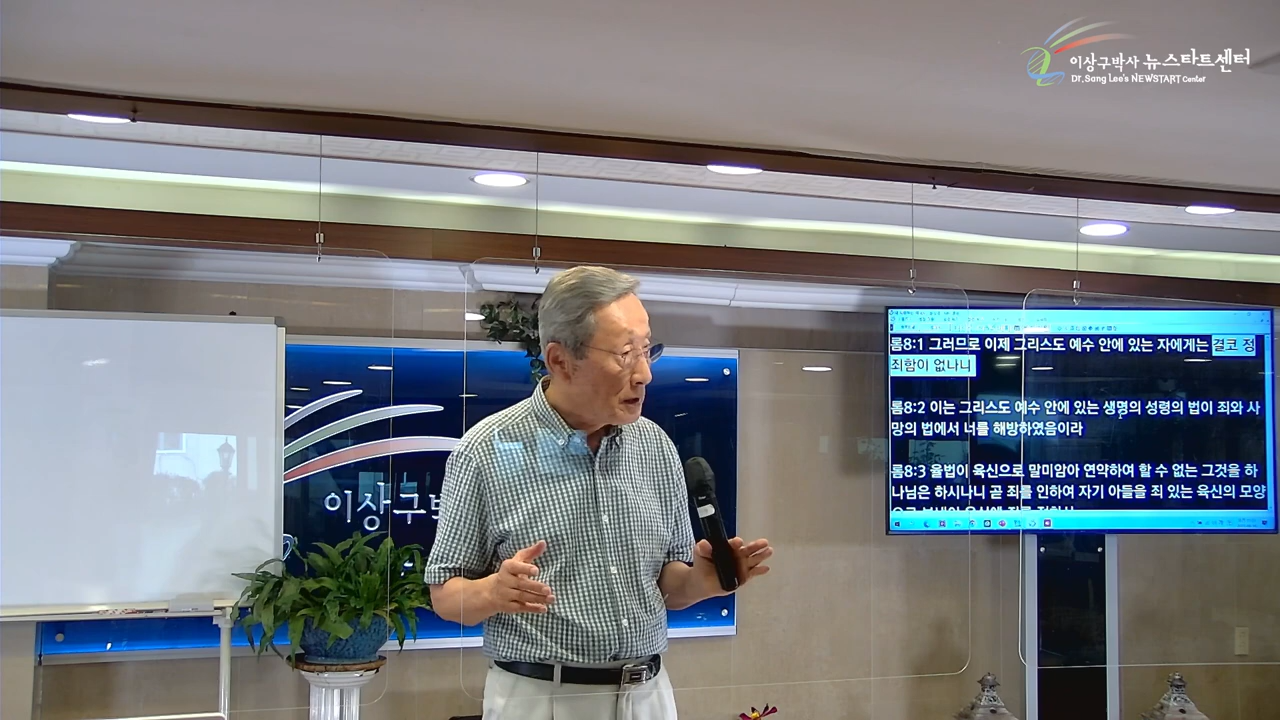 이상구박사 뉴스타트센터
Dr. Sang Lee's NEWSTART Center
이상구
롬8:1 그러므로 이제 그리스도 예수 안에 있는 자에게는 결코 정
죄함이 없나니
롬8:2 이는 그리스도 예수 안에 있는 생명의 성령의 법이 죄와 사
망의 법에서 너를 해방하였음이라
롬8:3 율법이 육신으로 말미암아 연약하여 할 수 없는 그것을 하
나님은 하시나니 곧 죄를 인하여 자기 아들을 죄 있는 육신의 모양